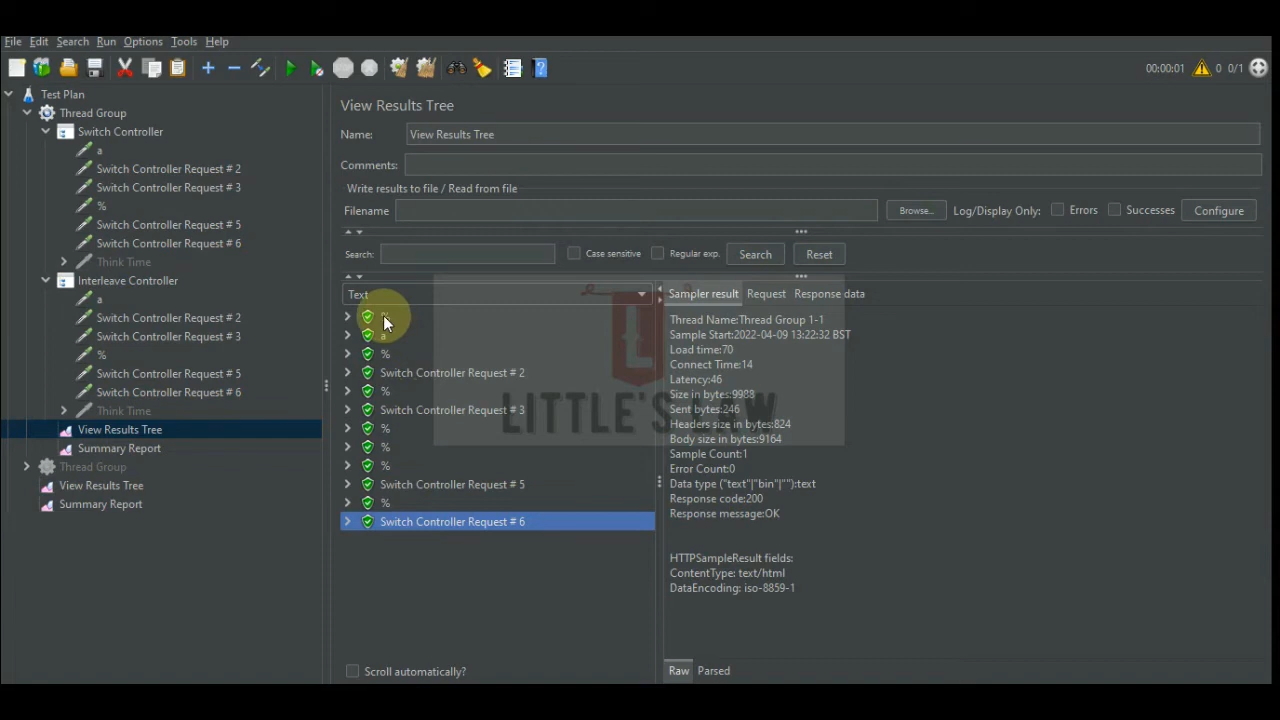 File Edit Search Run Options Tools Help
00:00:01 0 0/1
Test Plan
Thread Group
Switch Controller
a
Switch Controller Request # 2
Switch Controller Request # 3
%
Switch Controller Request # 5
Switch Controller Request # 6
Think Time
Interleave Controller
a
Switch Controller Request # 2
Switch Controller Request # 3
%
Switch Controller Request # 5
Switch Controller Request # 6
Think Time
View Results Tree
Summary Report
Thread Group
View Results Tree
Summary Report
View Results Tree
Name: View Results Tree
Comments:
Write results to file / Read from file
Filename Browse... Log/Display Only: Errors Successes Configure
Search: Case sensitive Regular exp. Search Reset
Text
%
a
%
Switch Controller Request # 2
%
Switch Controller Request # 3
%
%
%
Switch Controller Request # 5
%
Switch Controller Request # 6
Scroll automatically?
Sampler result Request Response data
Thread Name:Thread Group 1-1
Sample Start:2022-04-09 13:22:32 BST
Load time:70
Connect Time:14
Latency:46
Size in bytes:9988
Sent bytes:246
Headers size in bytes:824
Body size in bytes:9164
Sample Count:1
Error Count:0
Data type ("text"|"bin"|""):text
Response code:200
Response message:OK
HTTPSampleResult fields:
ContentType: text/html
DataEncoding: iso-8859-1
Raw Parsed
L
LITTLE'S LAW